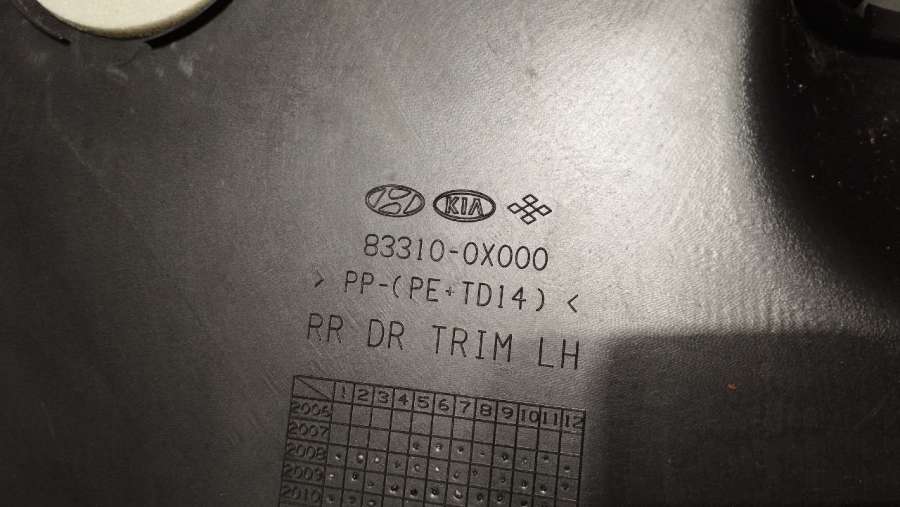 KIA
83310-0X000
> PP-(PE+TD14) <
RR DR TRIM LH
1 2 3 4 5 6 7 8 9 10 11 12
2006
2007
2008
2009
2010